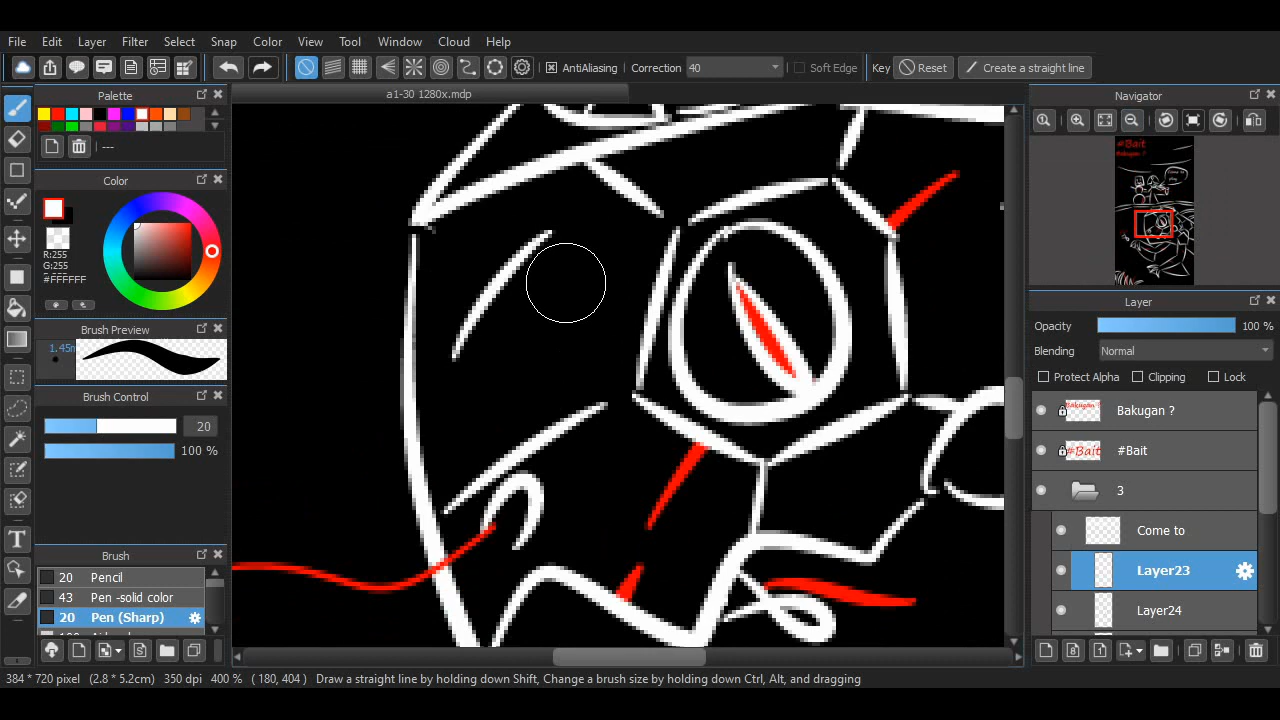 File Edit Layer Filter Select Snap Color View Tool Window Cloud Help
AntiAliasing Correction 40 Soft Edge Key Reset Create a straight line
Palette
a1-30 1280x.mdp
Navigator
---
Color
R:255
G:255
#FFFFFF
#Bait
Bakugan ?
Brush Preview
Brush Control
20
100 %
Brush
20 Pencil
43 Pen -solid color
20 Pen (Sharp)
Layer
Opacity 100 %
Blending Normal
Protect Alpha Clipping Lock
Bakugan ?
#Bait
3
Come to
Layer23
Layer24
384 * 720 pixel (2.8 * 5.2cm) 350 dpi 400 % ( 180, 404 ) Draw a straight line by holding down Shift, Change a brush size by holding down Ctrl, Alt, and dragging